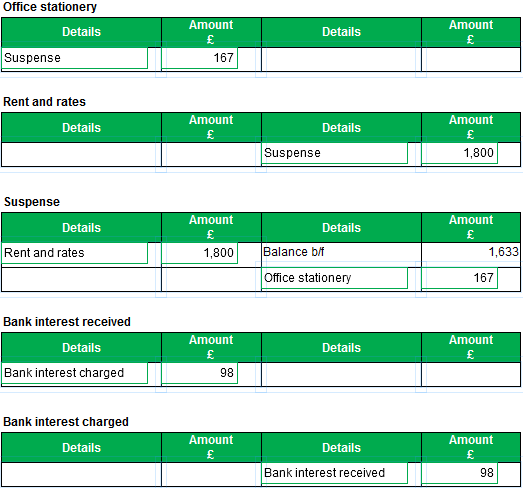 Office stationery
Details Amount £ Details Amount £
Suspense 167
Rent and rates
Details Amount £ Details Amount £
Suspense 1,800
Suspense
Details Amount £ Details Amount £
Rent and rates 1,800 Balance b/f 1,633
Office stationery 167
Bank interest received
Details Amount £ Details Amount £
Bank interest charged 98
Bank interest charged
Details Amount £ Details Amount £
Bank interest received 98